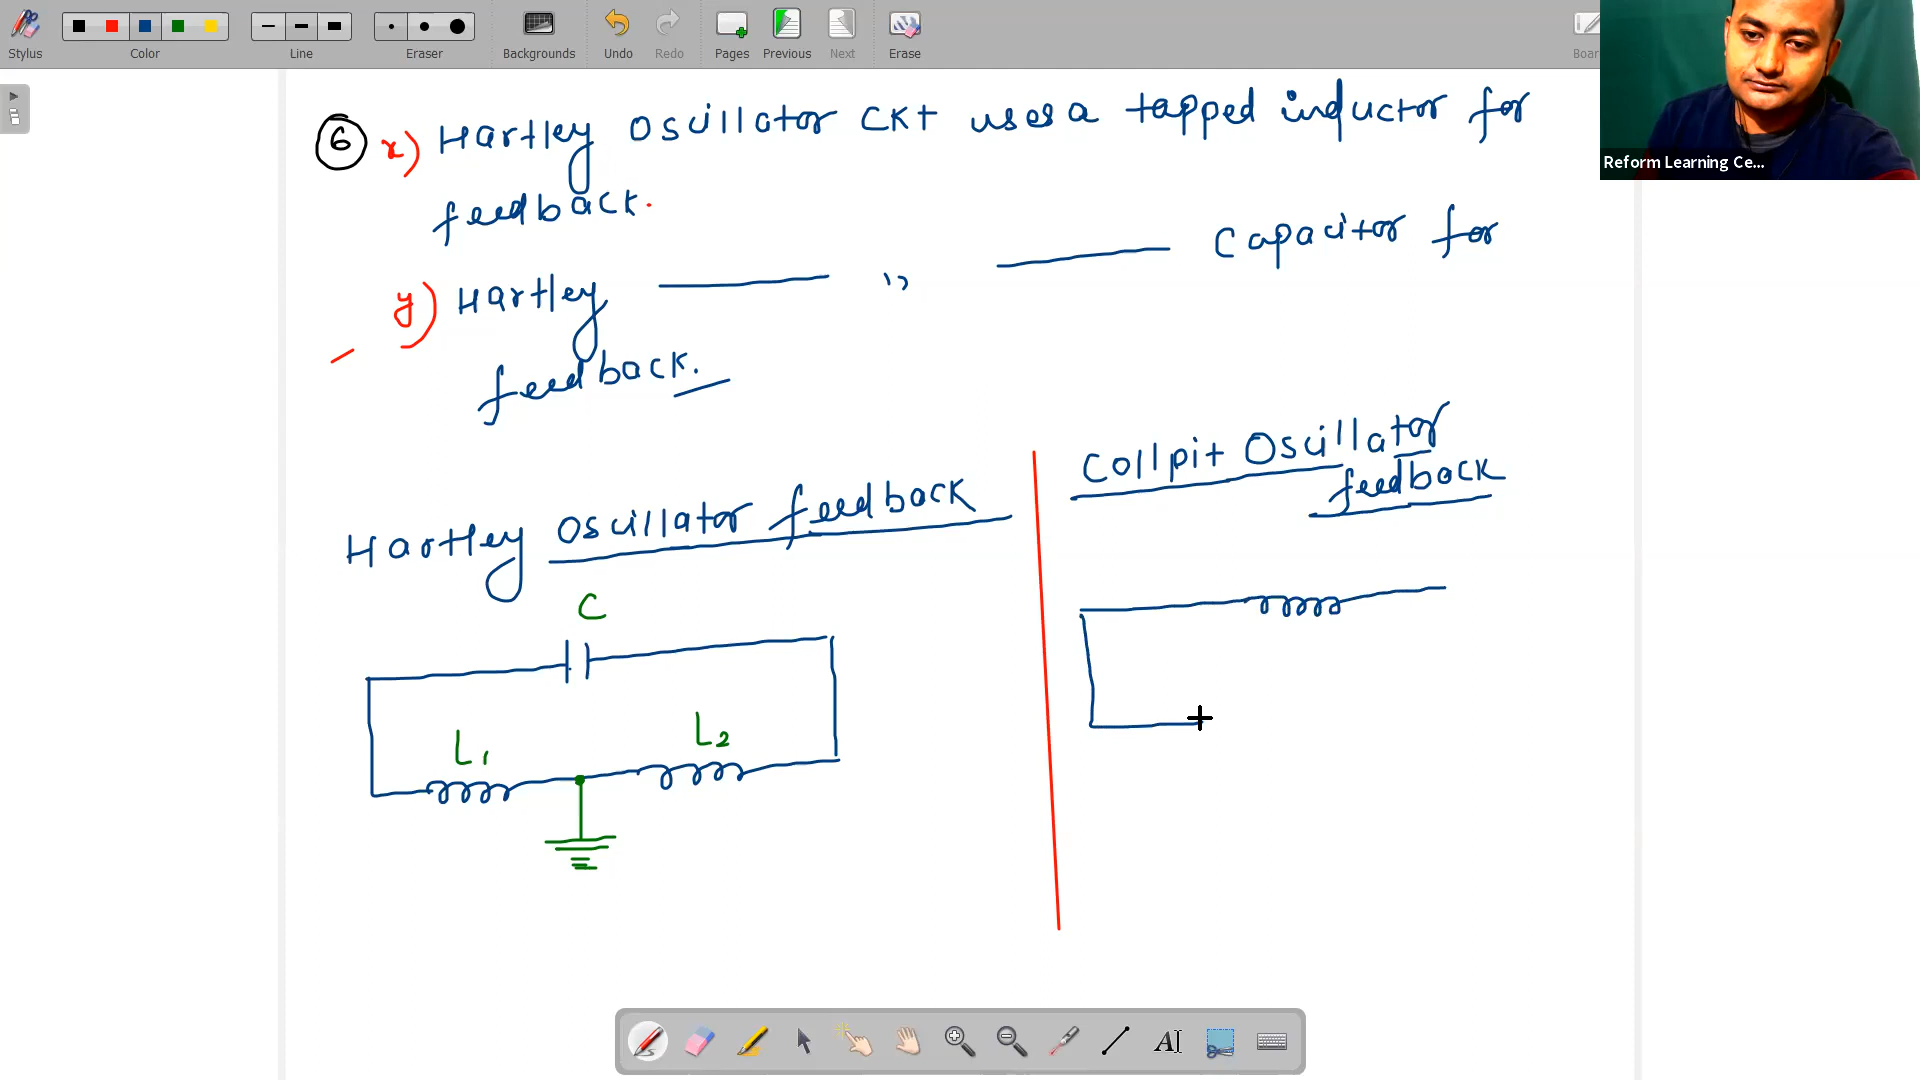 Stylus
Color
Line
Eraser
Backgrounds
Undo
Redo
Pages
Previous
Next
Erase
Boar
Reform Learning Ce...
6 x) Hartley Oscillator CKt uses a tapped inductor for
feedback.
y) Hartley —— " —— Capacitor for
feedback.
Hartley Oscillator feedback
Collpit Oscillator
feedback
C
L1
L2